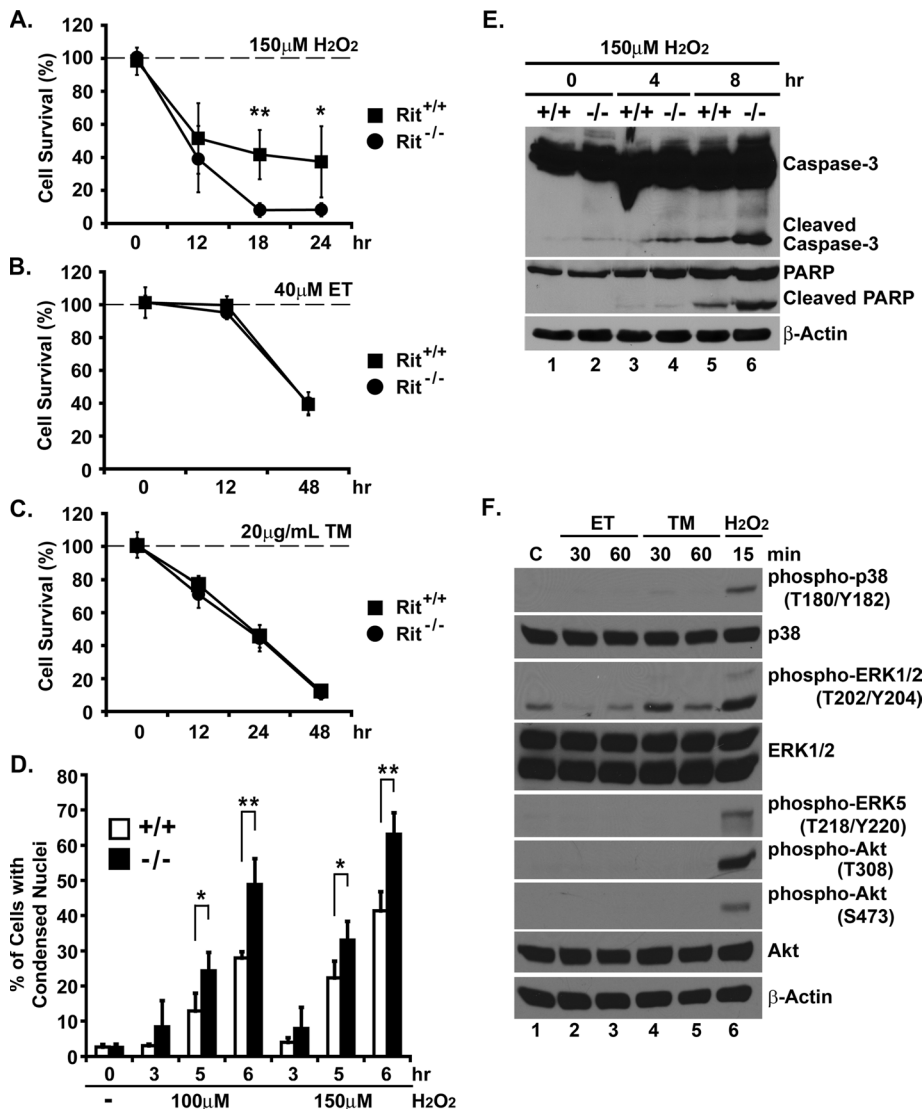 A.
150μM H2O2
Cell Survival (%)
120
100
80
60
40
20
0
** *
Rit+/+
Rit-/-
0 12 18 24 hr
B.
40μM ET
Cell Survival (%)
120
100
80
60
40
20
0
Rit+/+
Rit-/-
0 12 48 hr
C.
20μg/mL TM
Cell Survival (%)
120
100
80
60
40
20
0
Rit+/+
Rit-/-
0 12 24 48 hr
D.
% of Cells with
Condensed Nuclei
80
70
60
50
40
30
20
10
0
+/+
-/-
* ** * **
0 3 5 6 3 5 6 hr
- 100μM 150μM H2O2
E.
150μM H2O2
0 4 8 hr
+/+ -/- +/+ -/- +/+ -/-
Caspase-3
Cleaved
Caspase-3
PARP
Cleaved PARP
β-Actin
1 2 3 4 5 6
F.
ET TM H2O2
C 30 60 30 60 15 min
phospho-p38
(T180/Y182)
p38
phospho-ERK1/2
(T202/Y204)
ERK1/2
phospho-ERK5
(T218/Y220)
phospho-Akt
(T308)
phospho-Akt
(S473)
Akt
β-Actin
1 2 3 4 5 6